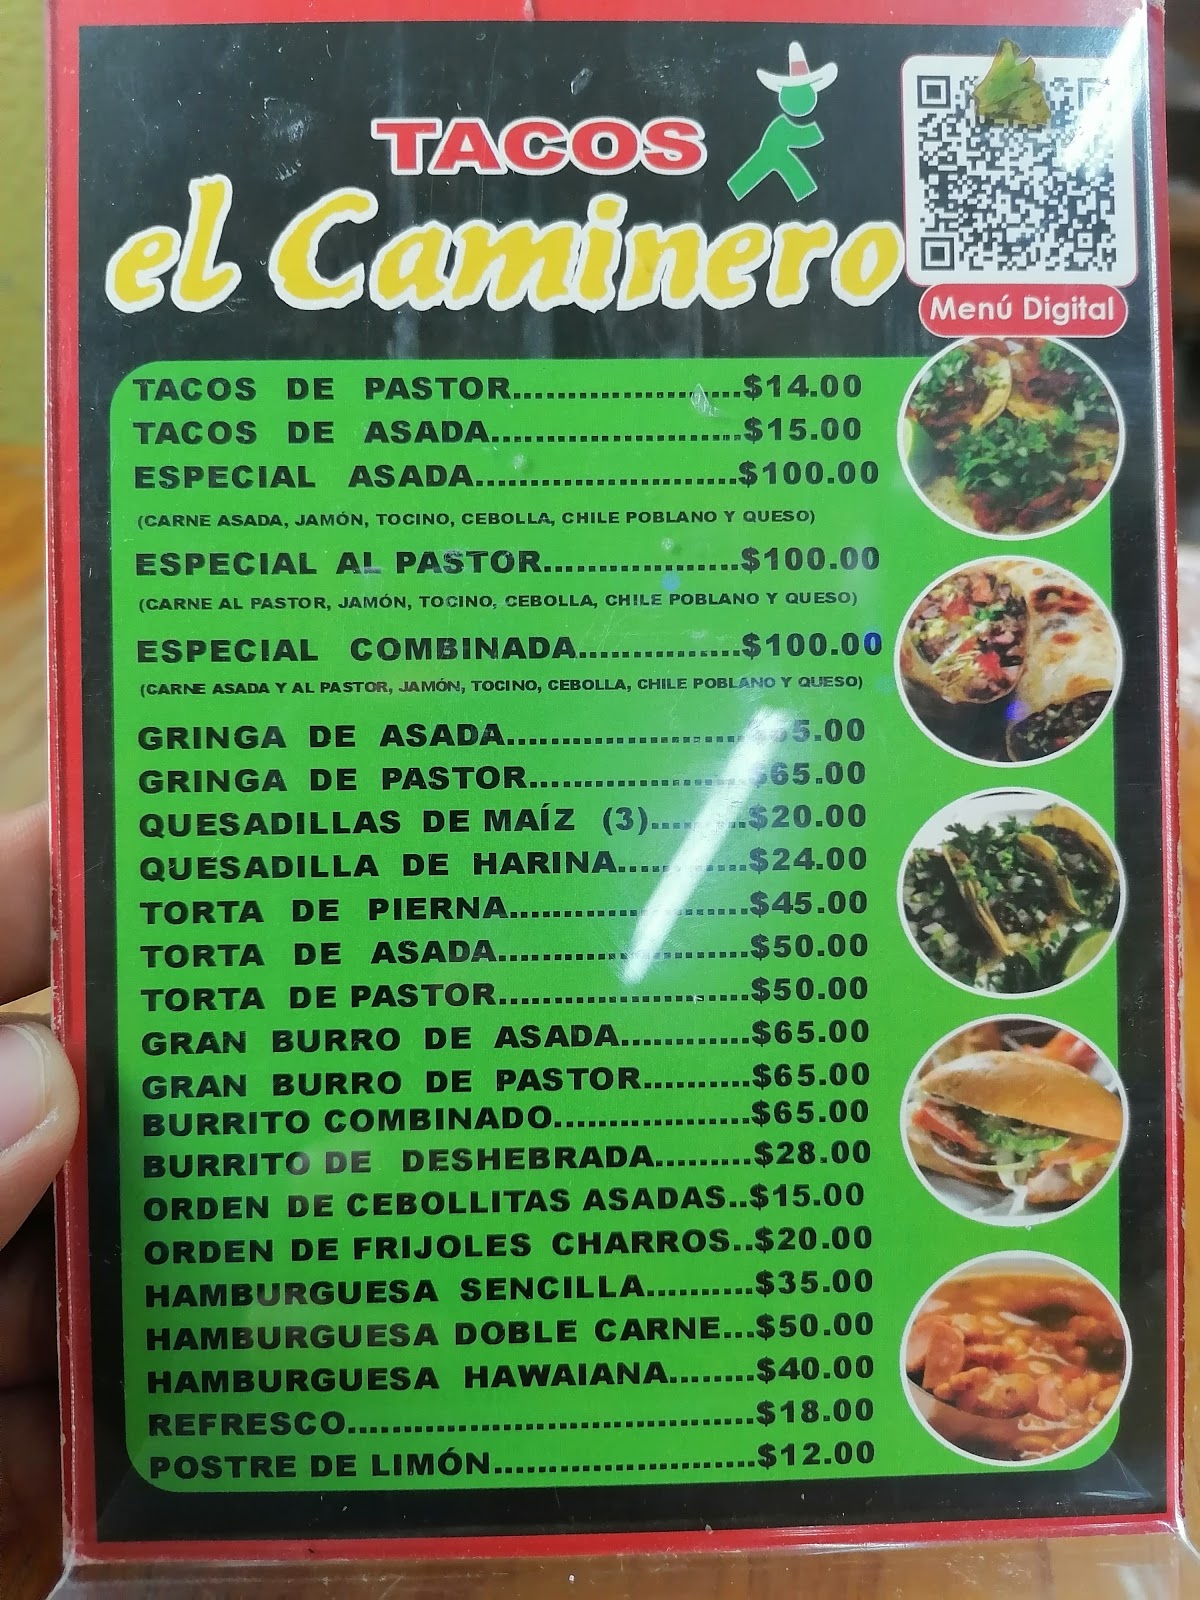 TACOS
el Caminero
Menú Digital
TACOS DE PASTOR......................$14.00
TACOS DE ASADA........................$15.00
ESPECIAL ASADA.........................$100.00
(CARNE ASADA, JAMÓN, TOCINO, CEBOLLA, CHILE POBLANO Y QUESO)
ESPECIAL AL PASTOR...................$100.00
(CARNE AL PASTOR, JAMÓN, TOCINO, CEBOLLA, CHILE POBLANO Y QUESO)
ESPECIAL COMBINADA...............$100.00
(CARNE ASADA Y AL PASTOR, JAMÓN, TOCINO, CEBOLLA, CHILE POBLANO Y QUESO)
GRINGA DE ASADA.......................
GRINGA DE PASTOR.....................$65.00
QUESADILLAS DE MAÍZ (3).........$20.00
QUESADILLA DE HARINA............$24.00
TORTA DE PIERNA.......................$45.00
TORTA DE ASADA........................$50.00
TORTA DE PASTOR........................$50.00
GRAN BURRO DE ASADA............$65.00
GRAN BURRO DE PASTOR..........$65.00
BURRITO COMBINADO...................$65.00
BURRITO DE DESHEBRADA.........$28.00
ORDEN DE CEBOLLITAS ASADAS..$15.00
ORDEN DE FRIJOLES CHARROS..$20.00
HAMBURGUESA SENCILLA..........$35.00
HAMBURGUESA DOBLE CARNE...$50.00
HAMBURGUESA HAWAIANA........$40.00
REFRESCO.......................................$18.00
POSTRE DE LIMÓN.........................$12.00